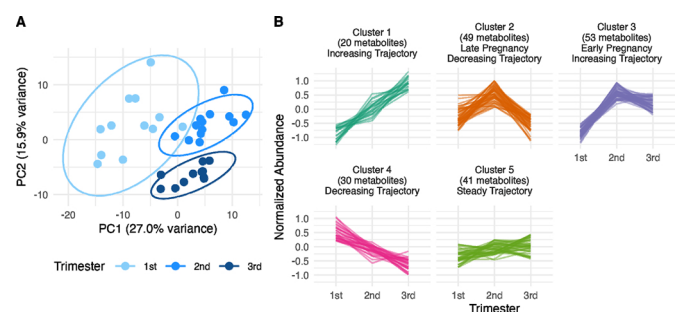 A
PC2 (15.9% variance)
10
0
-10
-20
-10
0
10
PC1 (27.0% variance)
Trimester
1st
2nd
3rd
B
Normalized Abundance
Cluster 1
(20 metabolites)
Increasing Trajectory
Cluster 2
(49 metabolites)
Late Pregnancy
Decreasing Trajectory
Cluster 3
(53 metabolites)
Early Pregnancy
Increasing Trajectory
1.0
0.5
0.0
-0.5
-1.0
1st
2nd
3rd
Cluster 4
(30 metabolites)
Decreasing Trajectory
Cluster 5
(41 metabolites)
Steady Trajectory
1.0
0.5
0.0
-0.5
-1.0
1st
2nd
3rd
1st
2nd
3rd
Trimester